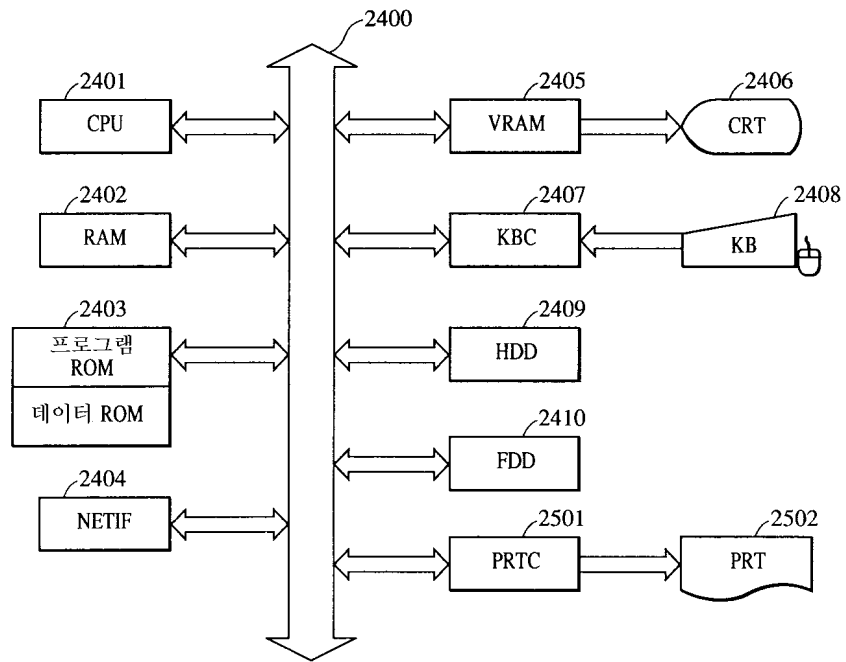 2400
2401
CPU
2405
VRAM
2406
CRT
2402
RAM
2407
KBC
2408
KB
2403
프로그램
ROM
데이터 ROM
2409
HDD
2410
FDD
2404
NETIF
2501
PRTC
2502
PRT